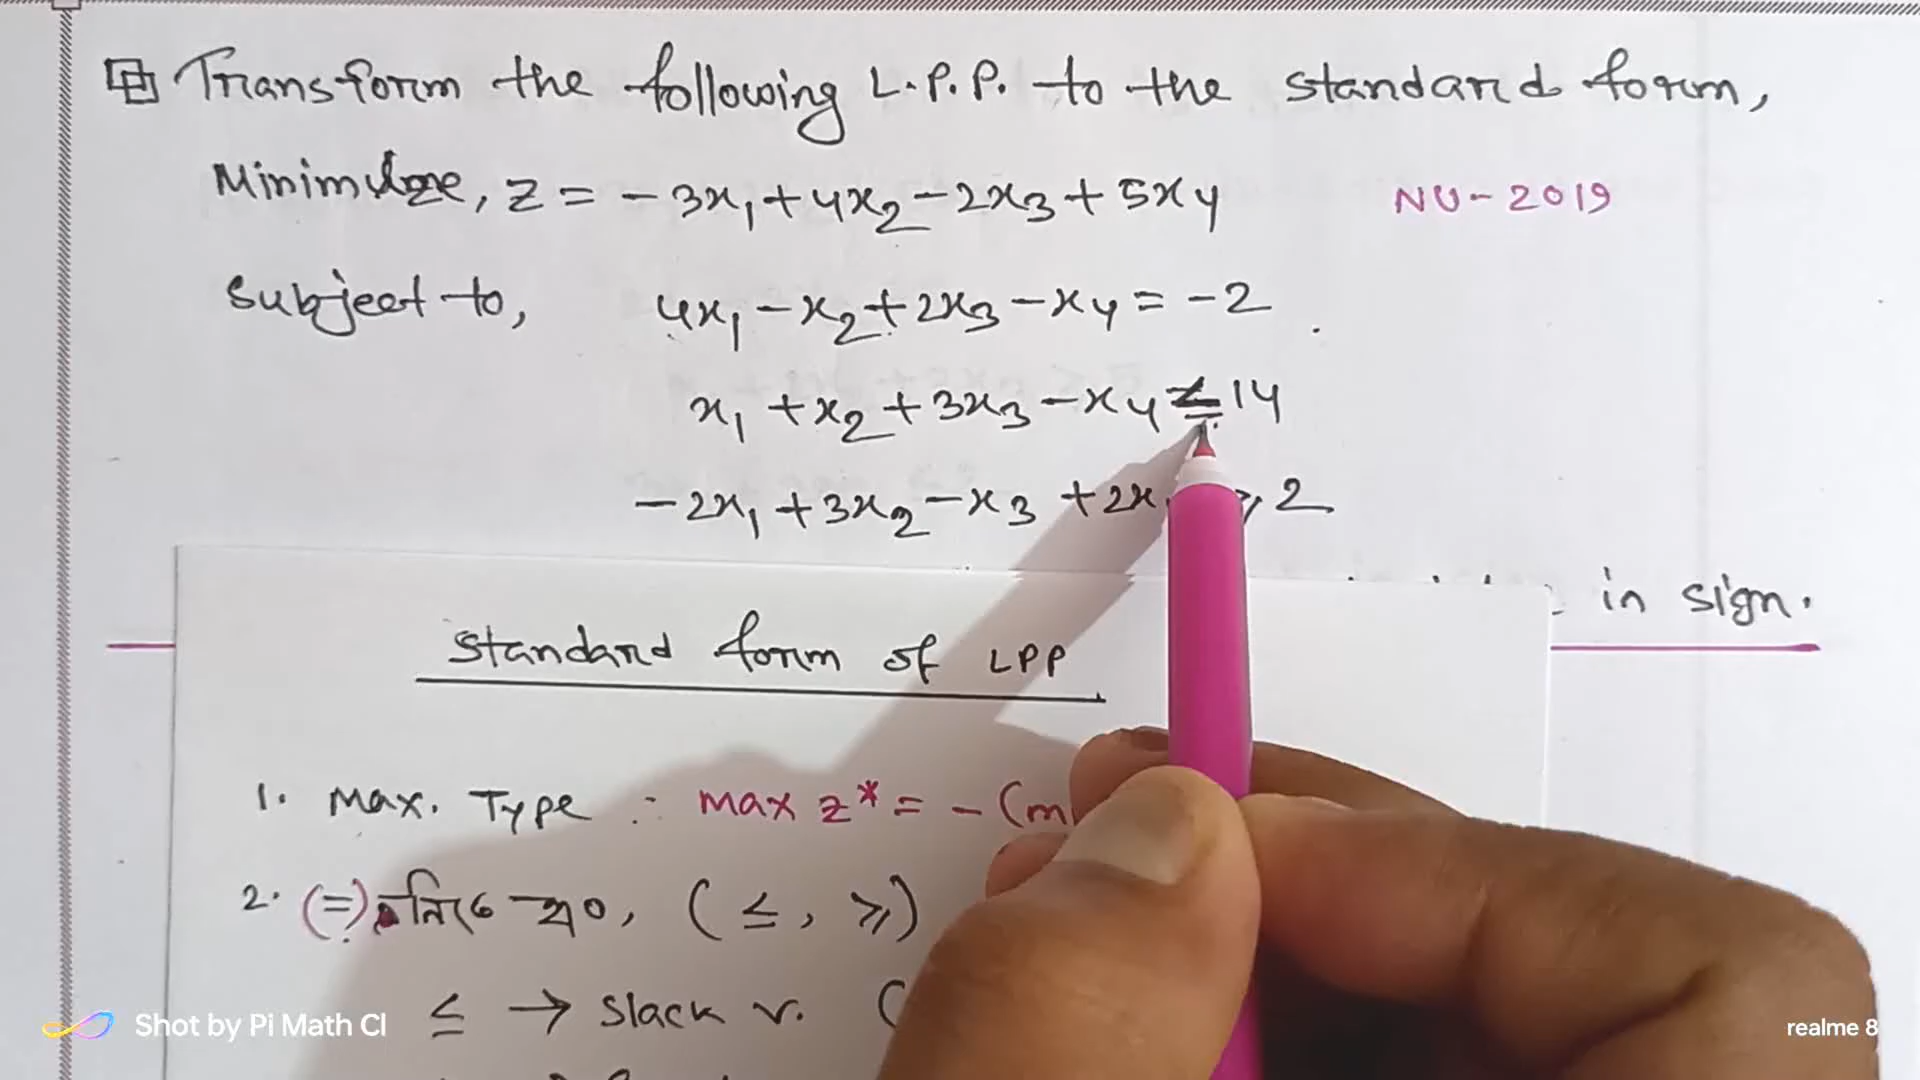 Transform the following L.P.P. to the standard form,
Minimize, z = -3x₁ + 4x₂ - 2x₃ + 5x₄
NU-2019
Subject to, 4x₁ - x₂ + 2x₃ - x₄ = -2
x₁ + x₂ + 3x₃ - x₄ ≤ 14
-2x₁ + 3x₂ - x₃ + 2x ≥ 2
in sign.
Standard form of LPP
1. Max. Type : max z* = - (m
2. (=) , (≤, ≥)
≤ → Slack v. (
Shot by Pi Math Cl
realme 8